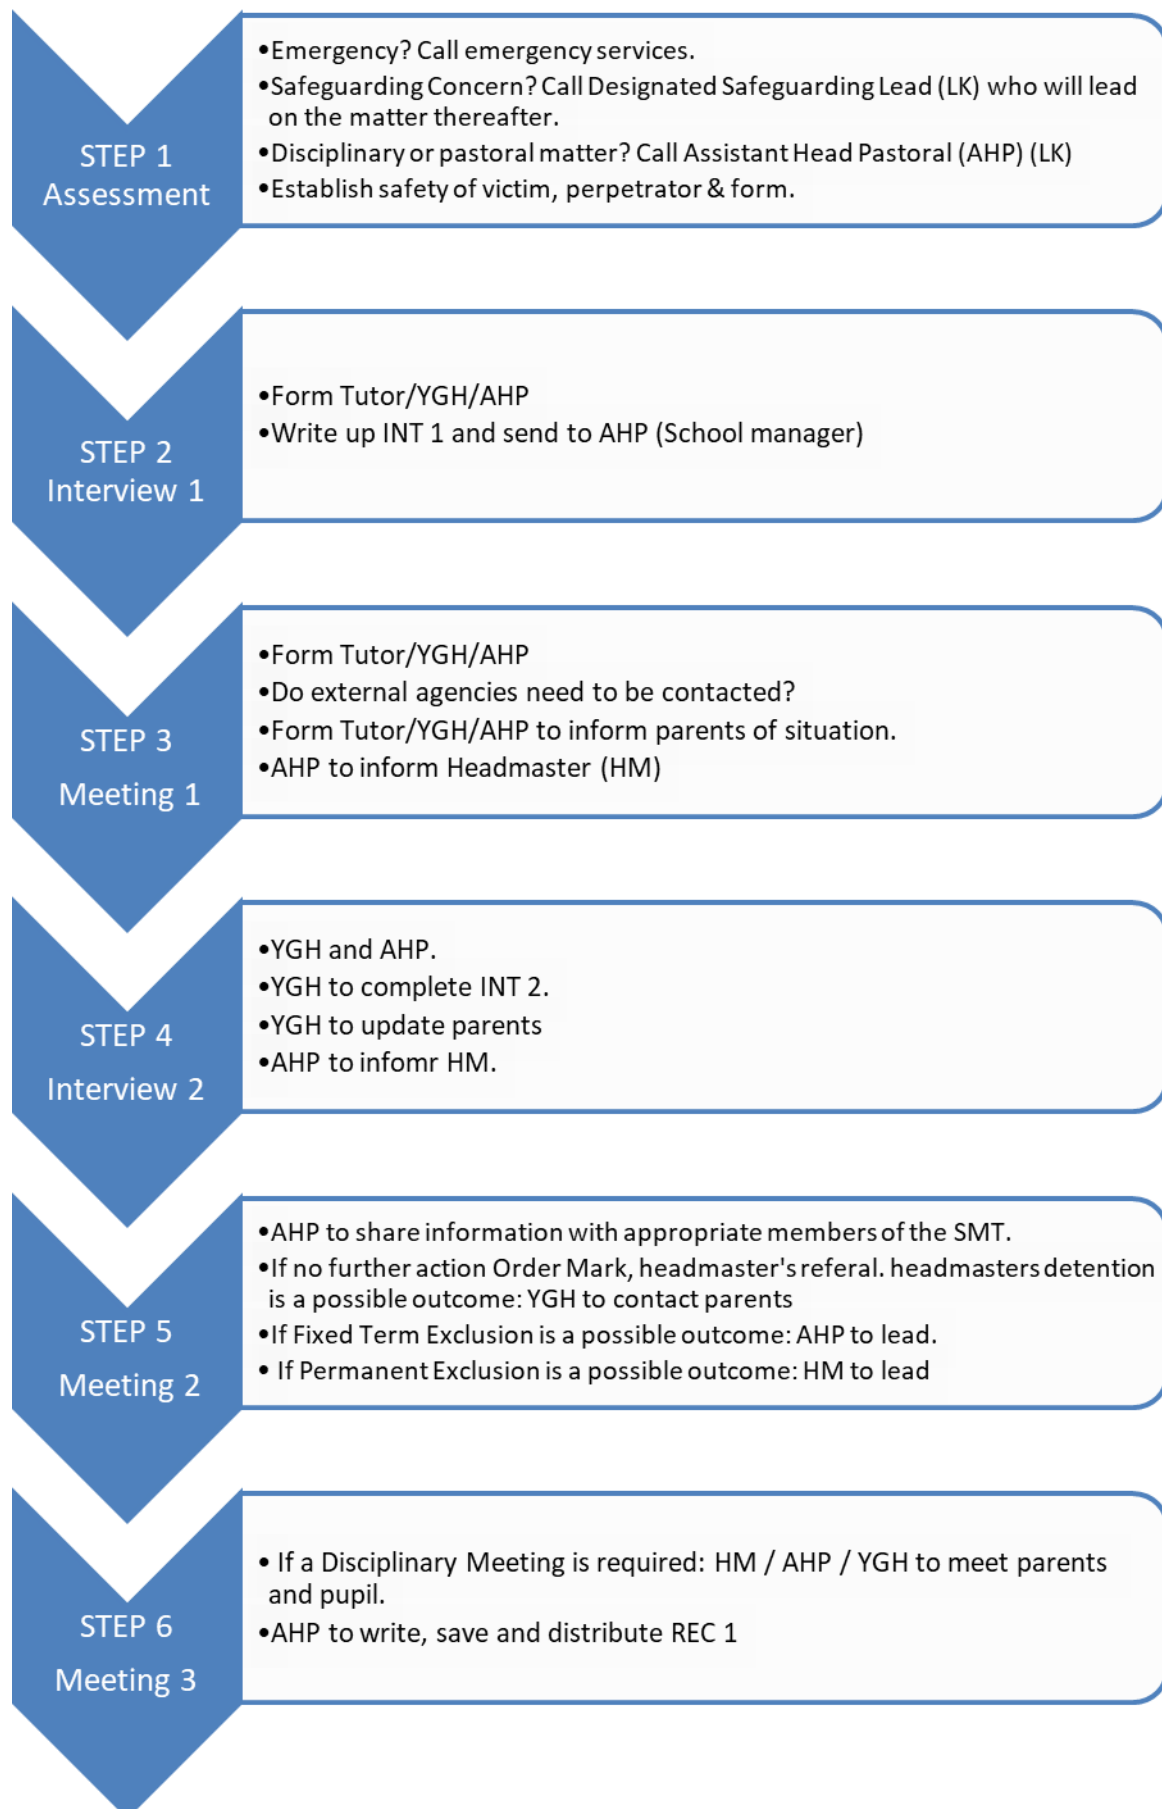 STEP 1
Assessment
•Emergency? Call emergency services.
•Safeguarding Concern? Call Designated Safeguarding Lead (LK) who will lead
on the matter thereafter.
•Disciplinary or pastoral matter? Call Assistant Head Pastoral (AHP) (LK)
•Establish safety of victim, perpetrator & form.
STEP 2
Interview 1
•Form Tutor/YGH/AHP
•Write up INT 1 and send to AHP (School manager)
STEP 3
Meeting 1
•Form Tutor/YGH/AHP
•Do external agencies need to be contacted?
•Form Tutor/YGH/AHP to inform parents of situation.
•AHP to inform Headmaster (HM)
STEP 4
Interview 2
•YGH and AHP.
•YGH to complete INT 2.
•YGH to update parents
•AHP to infomr HM.
STEP 5
Meeting 2
•AHP to share information with appropriate members of the SMT.
•If no further action Order Mark, headmaster's referal. headmasters detention
is a possible outcome: YGH to contact parents
•If Fixed Term Exclusion is a possible outcome: AHP to lead.
• If Permanent Exclusion is a possible outcome: HM to lead
STEP 6
Meeting 3
• If a Disciplinary Meeting is required: HM / AHP / YGH to meet parents
and pupil.
•AHP to write, save and distribute REC 1